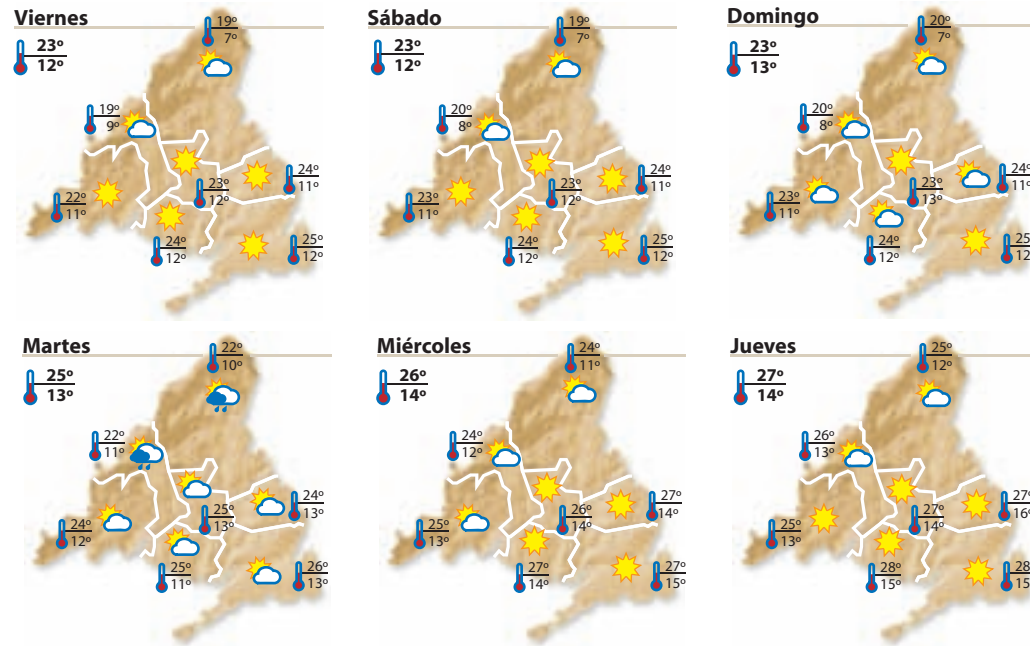 Viernes
23º
12º
19º
7º
19º
9º
24º
11º
22º
11º
23º
12º
24º
12º
25º
12º
Sábado
23º
12º
19º
7º
20º
8º
24º
11º
23º
11º
23º
12º
24º
12º
25º
12º
Domingo
23º
13º
20º
7º
20º
8º
24º
11º
23º
11º
23º
13º
24º
12º
25
12
Martes
25º
13º
22º
10º
22º
11º
24º
13º
24º
12º
25º
13º
25º
11º
26º
13º
Miércoles
26º
14º
24º
11º
24º
12º
27º
14º
25º
13º
26º
14º
27º
14º
27º
15º
Jueves
27º
14º
25º
12º
26º
13º
27
16º
25º
13º
27º
14º
28º
15º
28
15